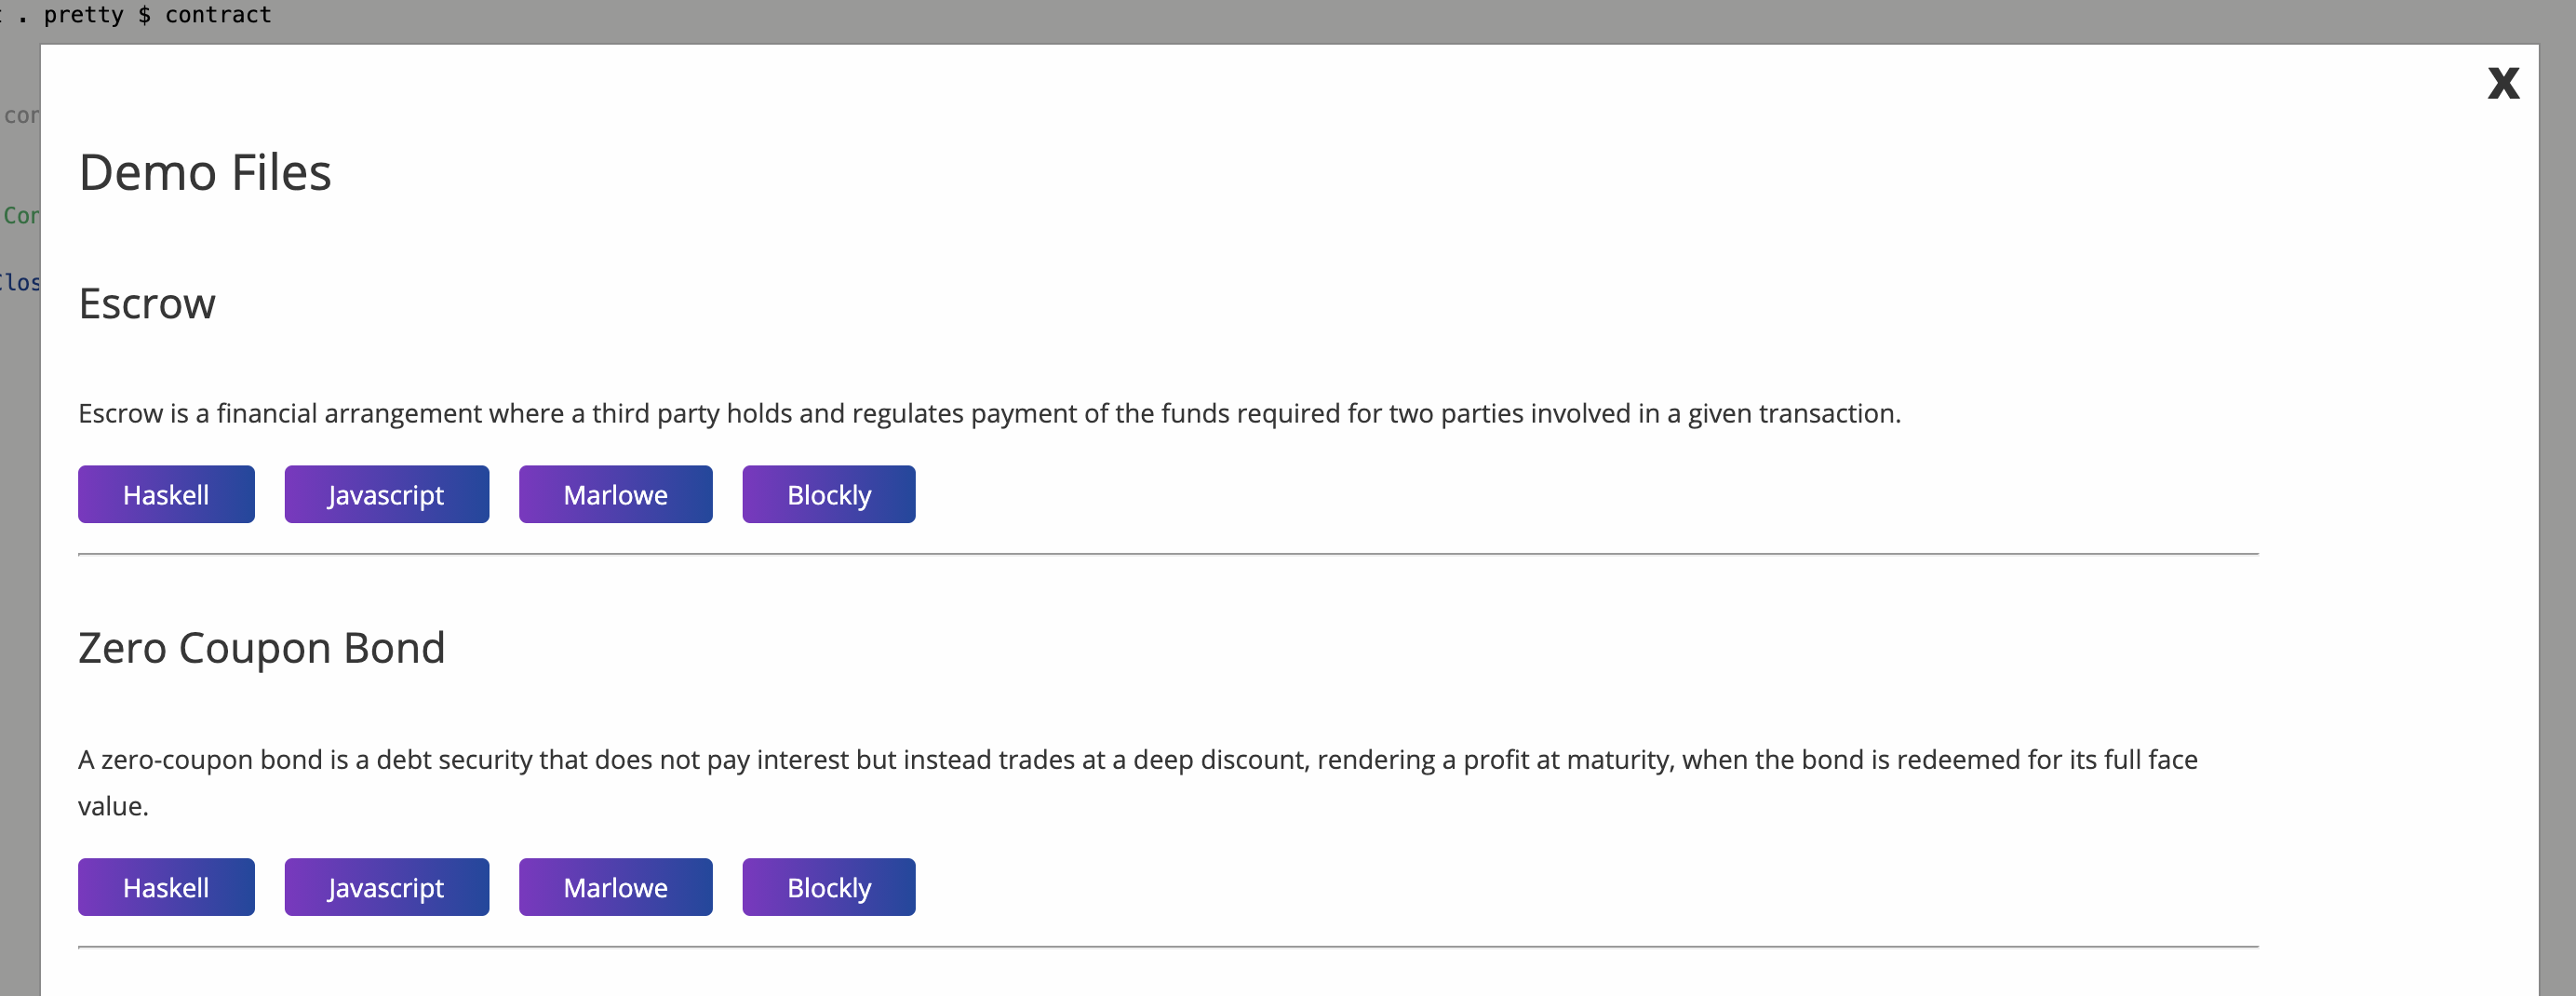 . pretty $ contract
X
Demo Files
Escrow
Escrow is a financial arrangement where a third party holds and regulates payment of the funds required for two parties involved in a given transaction.
Haskell Javascript Marlowe Blockly
Zero Coupon Bond
A zero-coupon bond is a debt security that does not pay interest but instead trades at a deep discount, rendering a profit at maturity, when the bond is redeemed for its full face
value.
Haskell Javascript Marlowe Blockly